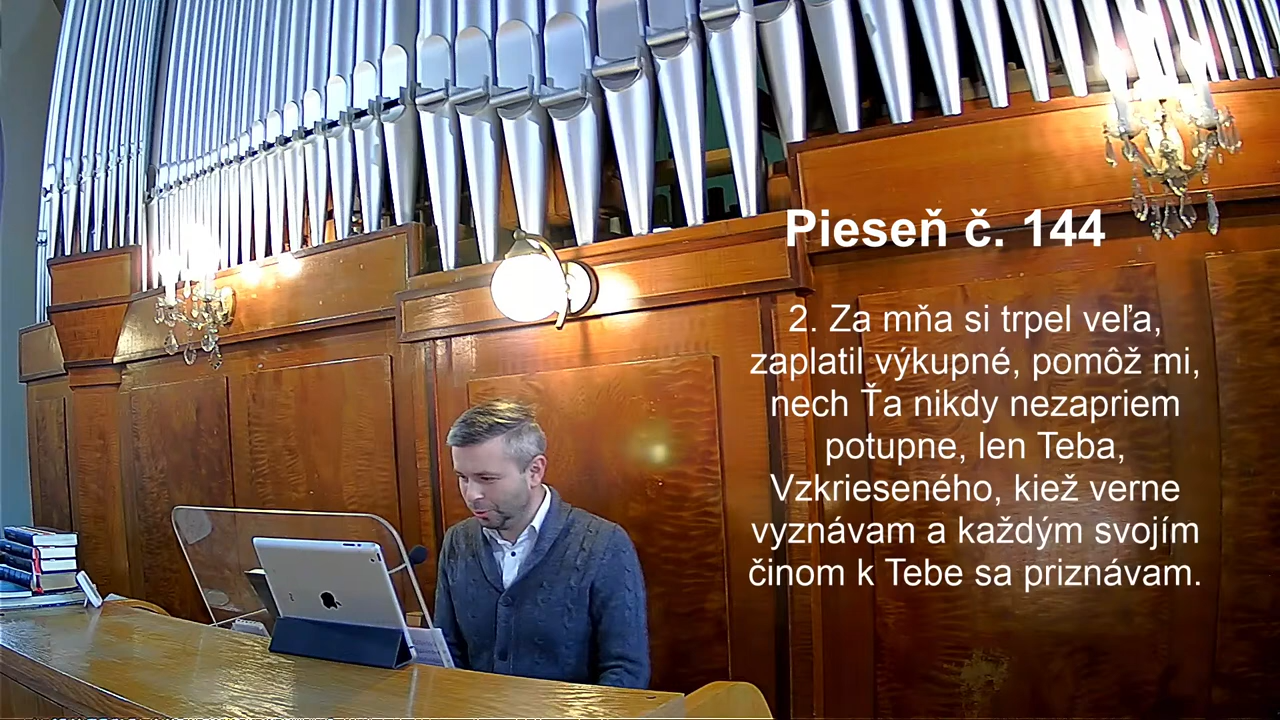 Pieseň č. 144
2. Za mňa si trpel veľa,
zaplatil výkupné, pomôž mi,
nech Ťa nikdy nezapriem
potupne, len Teba,
Vzkrieseného, kiež verne
vyznávam a každým svojím
činom k Tebe sa priznávam.